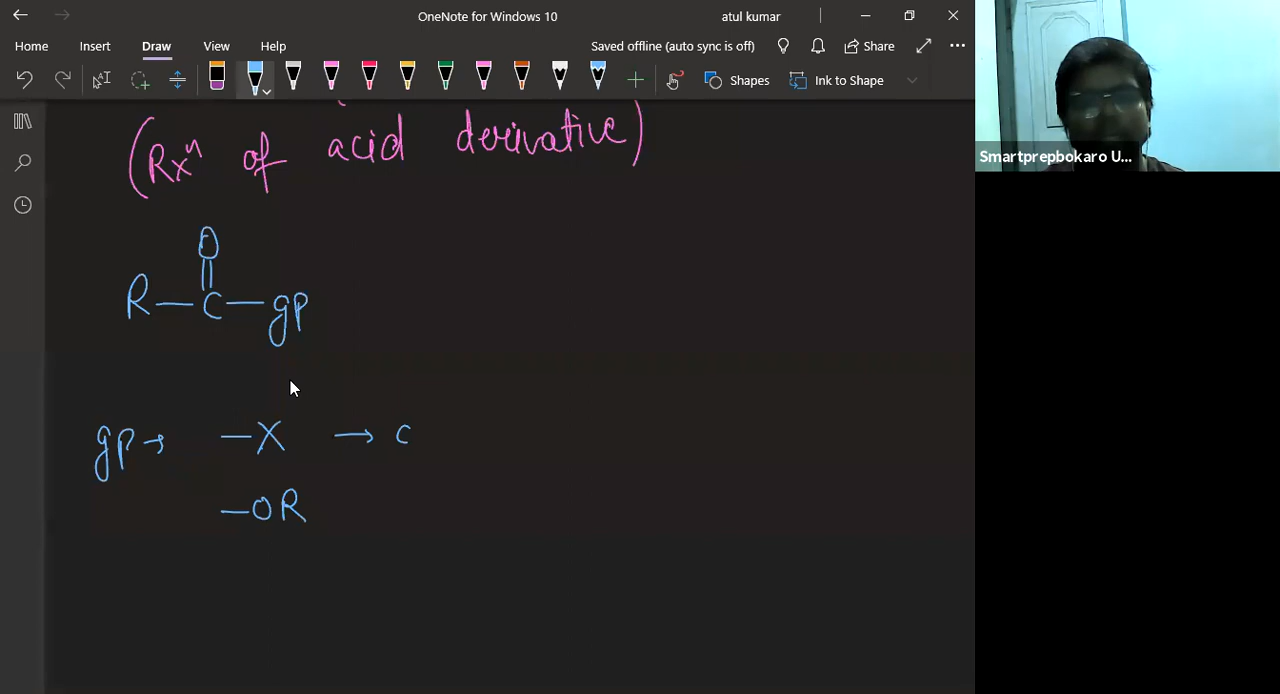 OneNote for Windows 10
atul kumar
Home Insert Draw View Help
Saved offline (auto sync is off)
Share
Shapes
Ink to Shape
(Rxⁿ of acid derivative)
O
R—C—gp
gp→ —X → c
—OR
Smartprepbokaro U...